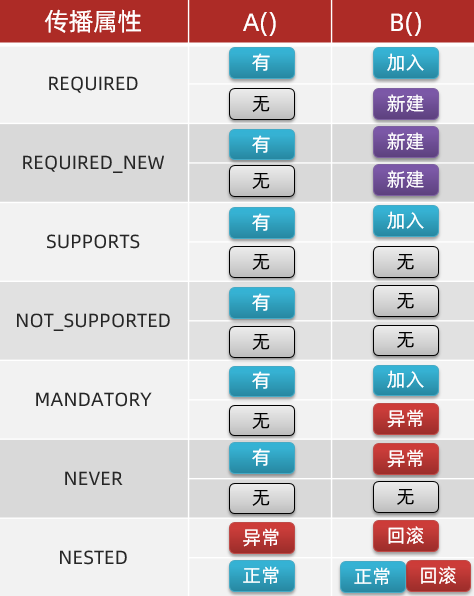 传播属性 A() B()
REQUIRED 有 加入
无 新建
REQUIRED_NEW 有 新建
无 新建
SUPPORTS 有 加入
无 无
NOT_SUPPORTED 有 无
无 无
MANDATORY 有 加入
无 异常
NEVER 有 异常
无 无
NESTED 异常 回滚
正常 正常 回滚